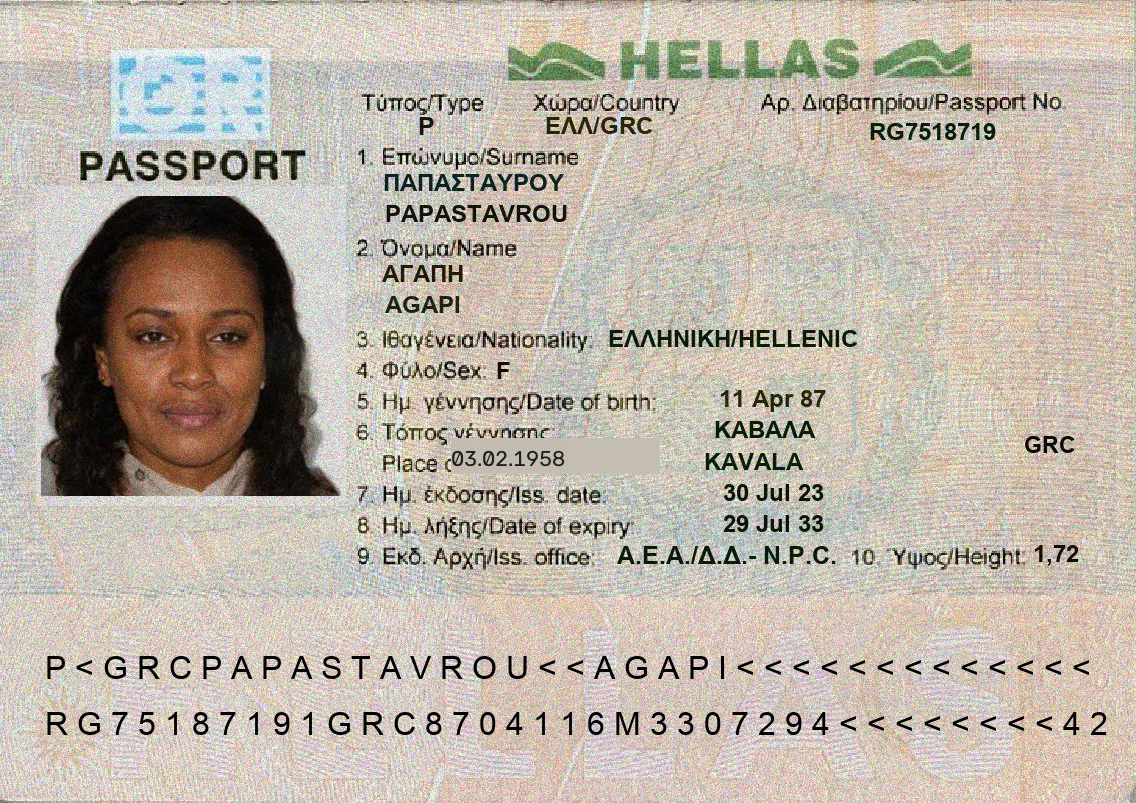 HELLAS
PASSPORT
Τύπος/Type Χώρα/Country Αρ. Διαβατηρίου/Passport No.
P ΕΛΛ/GRC RG7518719
1. Επώνυμο/Surname
ΠΑΠΑΣΤΑΥΡΟΥ
PAPASTAVROU
2. Όνομα/Name
ΑΓΑΠΗ
AGAPI
3. Ιθαγένεια/Nationality: ΕΛΛΗΝΙΚΗ/HELLENIC
4. Φύλο/Sex: F
5. Ημ. γέννησης/Date of birth: 11 Apr 87
6. Τόπος γέννησης: ΚΑΒΑΛΑ GRC
Place 03.02.1958 KAVALA
7. Ημ. έκδοσης/Iss. date: 30 Jul 23
8. Ημ. λήξης/Date of expiry: 29 Jul 33
9. Εκδ. Αρχή/Iss. office: Α.Ε.Α./Δ.Δ.- N.P.C. 10. Ύψος/Height: 1,72
P<GRCPAPASTAVROU<<AGAPI<<<<<<<<<<<<<
RG75187191GRC8704116M3307294<<<<<<<<42